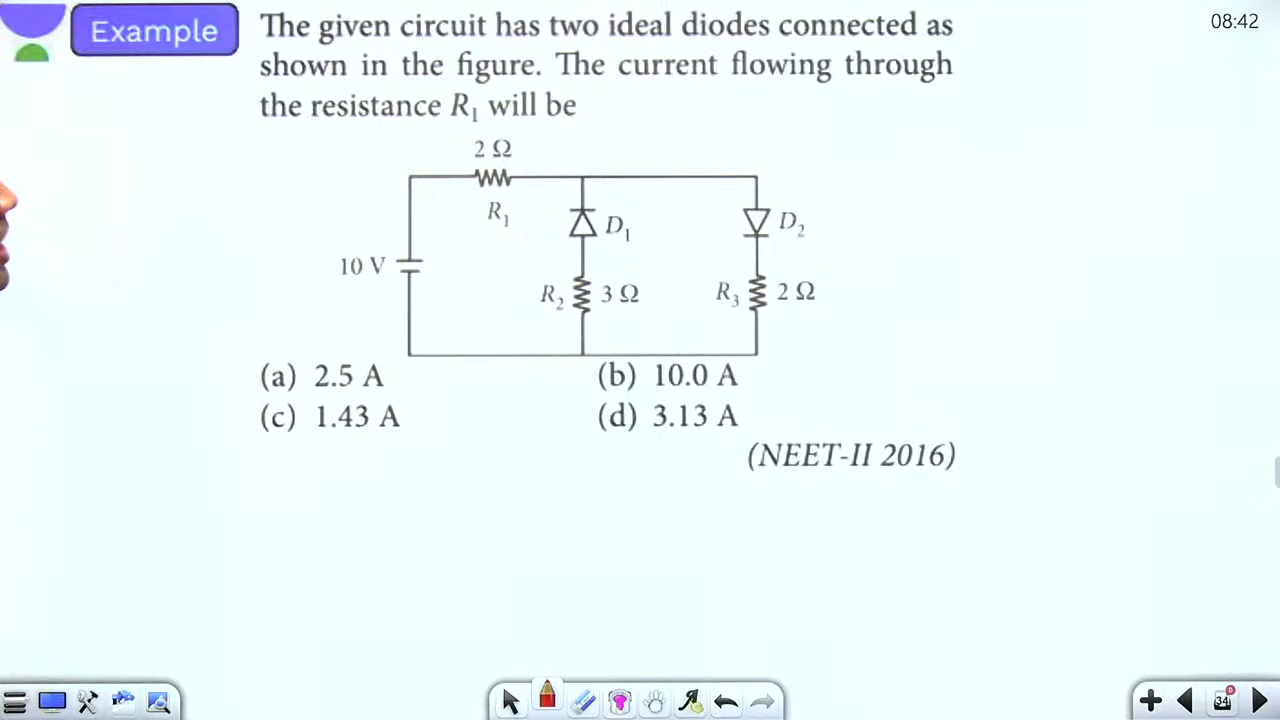 Example
The given circuit has two ideal diodes connected as
08:42
shown in the figure. The current flowing through
the resistance R₁ will be
2 Ω
R₁
D₁
D₂
10 V
R₂
3 Ω
R₃
2 Ω
(a) 2.5 A
(b) 10.0 A
(c) 1.43 A
(d) 3.13 A
(NEET-II 2016)
34
0